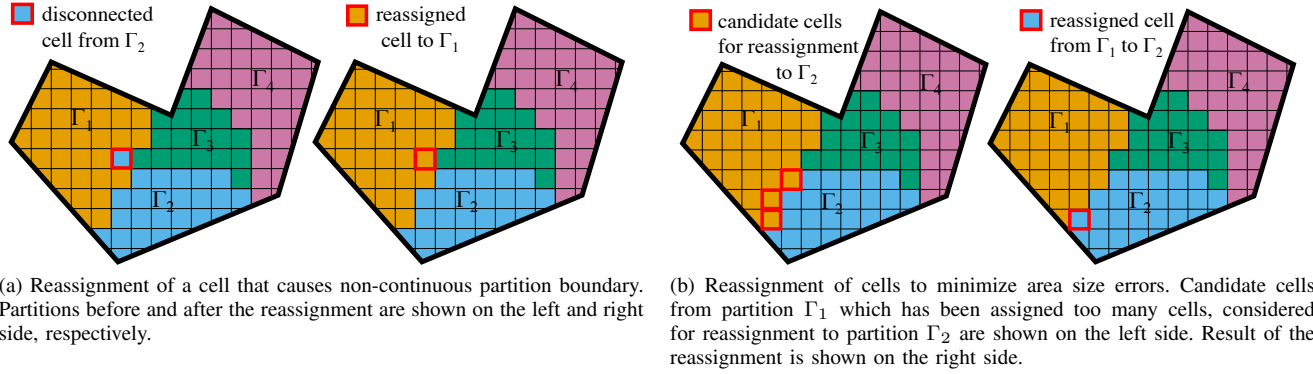 disconnected
cell from Γ₂
reassigned
cell to Γ₁
Γ₁
Γ₂
Γ₃
Γ₄
Γ₁
Γ₂
Γ₃
Γ₄
(a) Reassignment of a cell that causes non-continuous partition boundary.
Partitions before and after the reassignment are shown on the left and right
side, respectively.
candidate cells
for reassignment
to Γ₂
reassigned cell
from Γ₁ to Γ₂
Γ₁
Γ₂
Γ₃
Γ₄
Γ₁
Γ₂
Γ₃
Γ₄
(b) Reassignment of cells to minimize area size errors. Candidate cells
from partition Γ₁ which has been assigned too many cells, considered
for reassignment to partition Γ₂ are shown on the left side. Result of the
reassignment is shown on the right side.